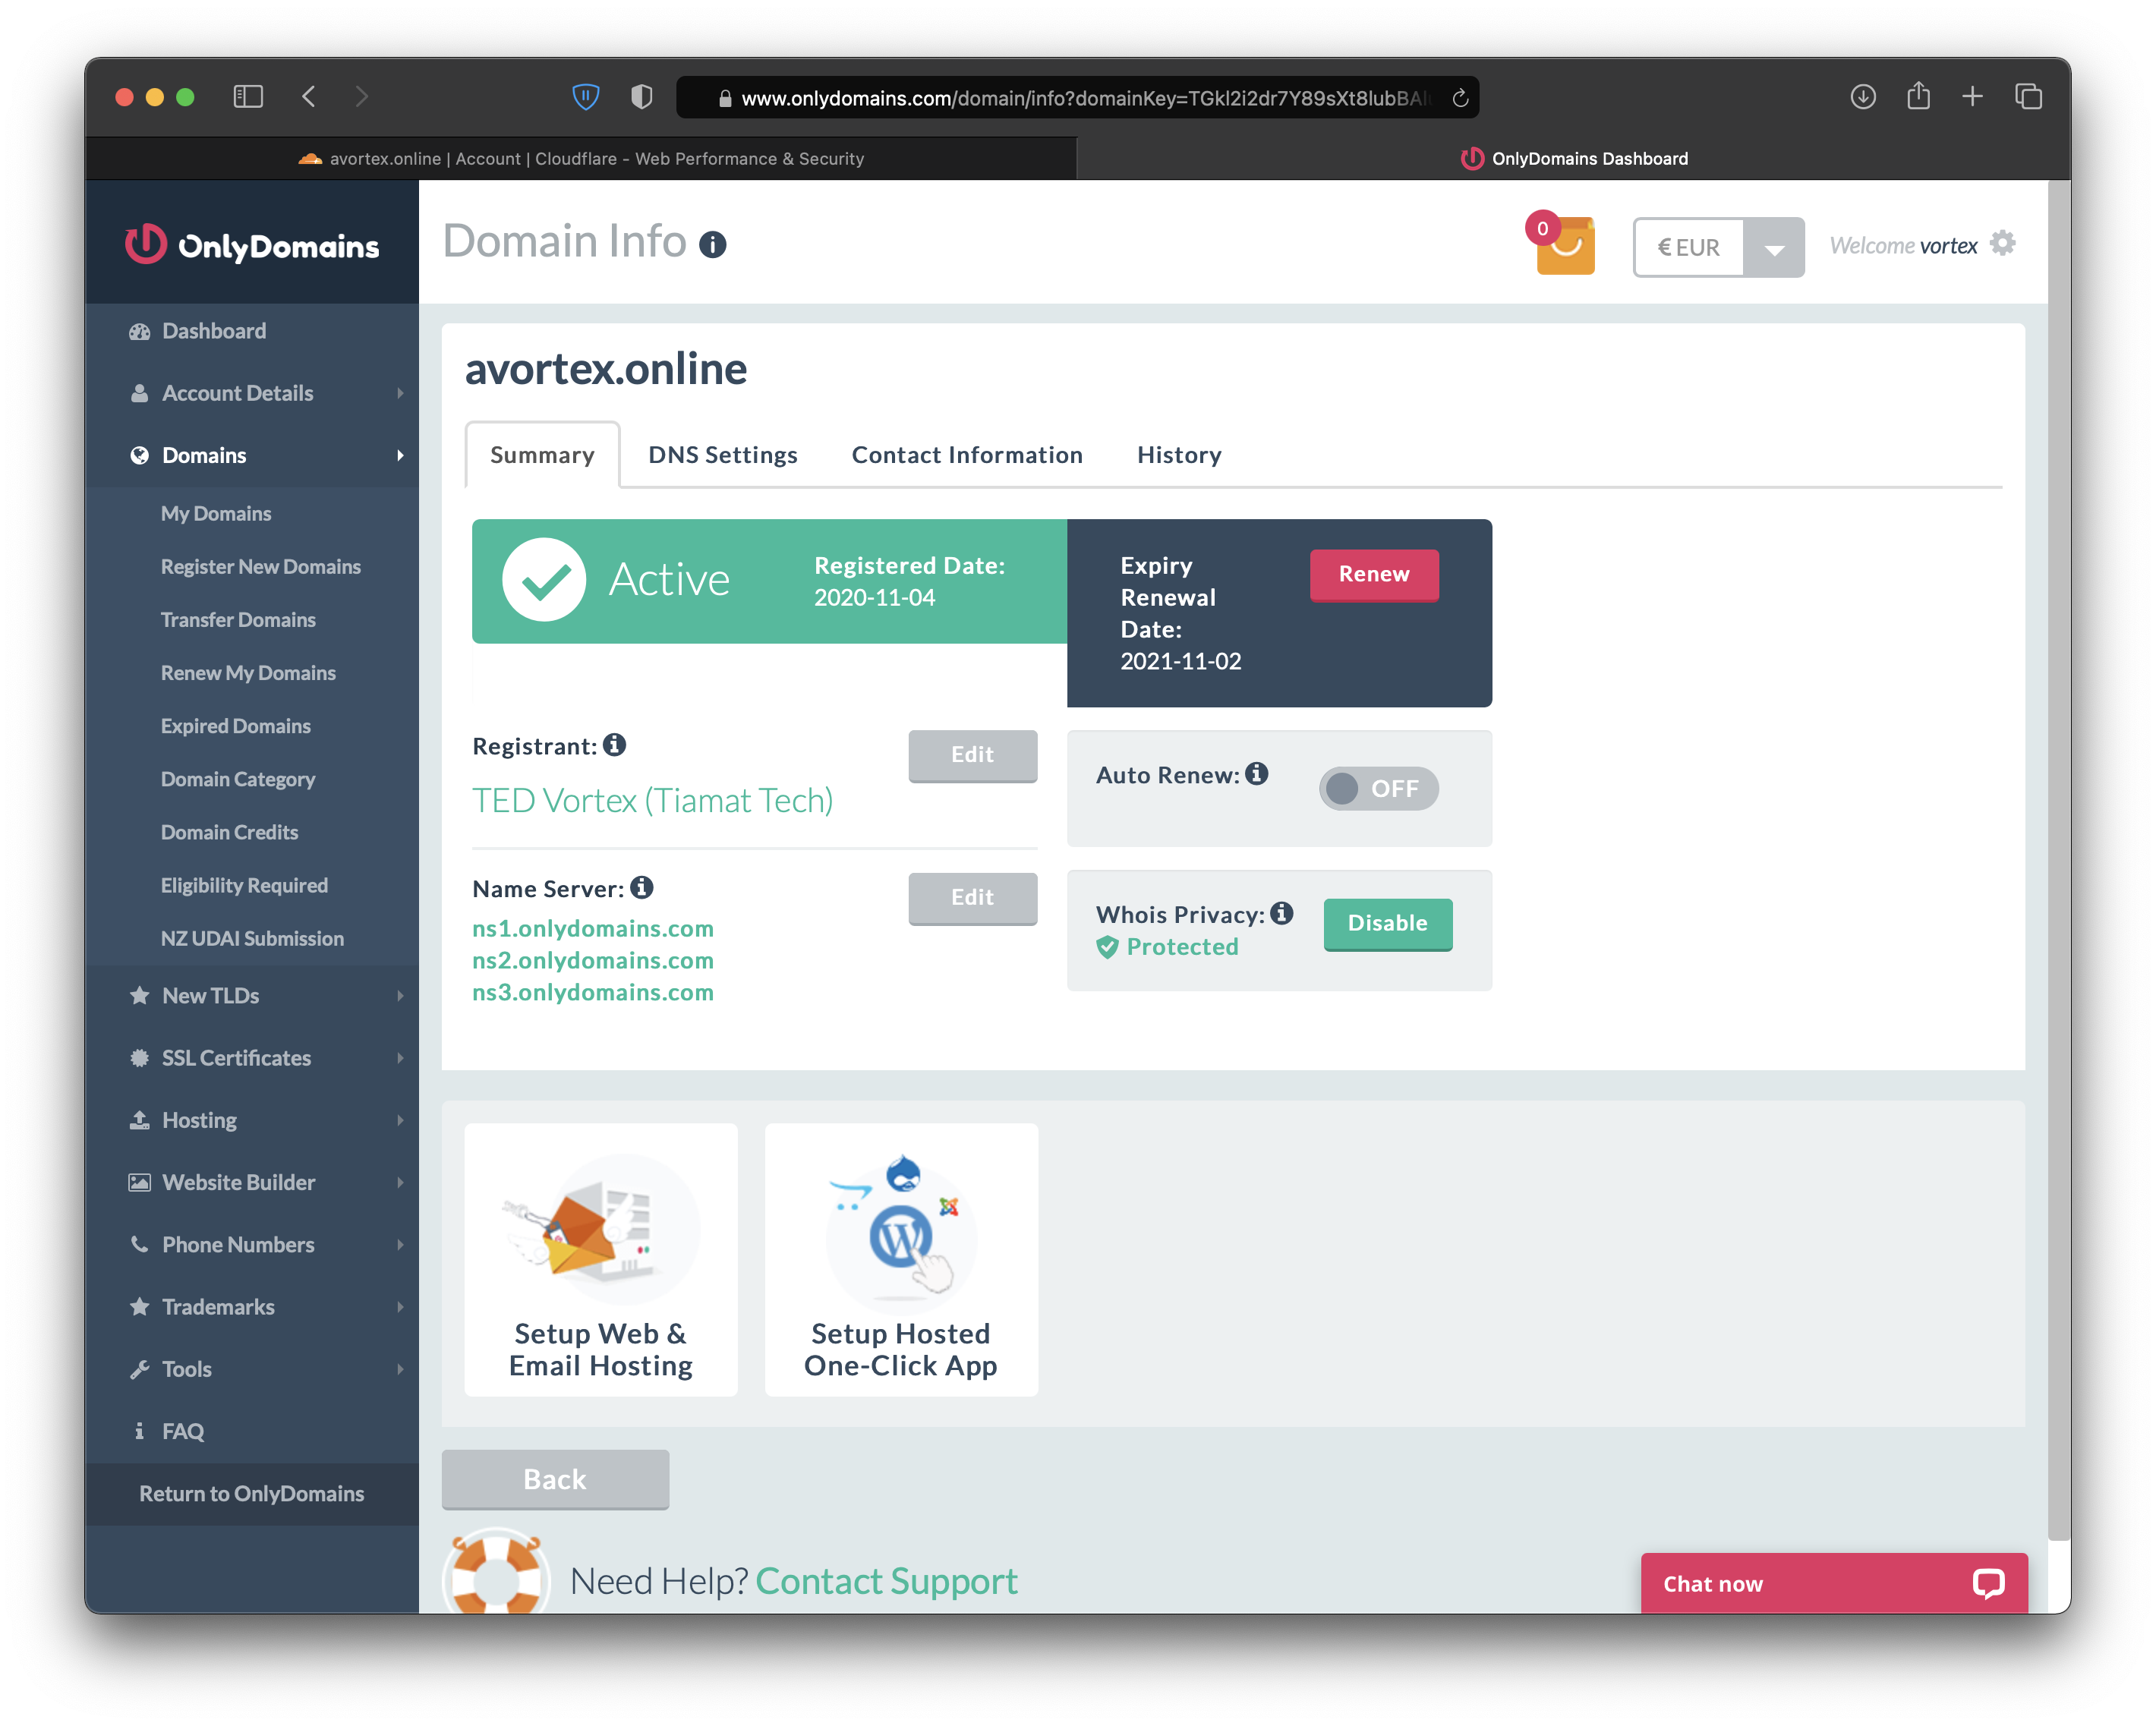 www.onlydomains.com/domain/info?domainKey=TGkl2i2dr7Y89sXt8lubBAl
avortex.online | Account | Cloudflare - Web Performance & Security
OnlyDomains Dashboard
OnlyDomains
Domain Info
0
€ EUR
Welcome vortex
Dashboard
Account Details
Domains
My Domains
Register New Domains
Transfer Domains
Renew My Domains
Expired Domains
Domain Category
Domain Credits
Eligibility Required
NZ UDAI Submission
New TLDs
SSL Certificates
Hosting
Website Builder
Phone Numbers
Trademarks
Tools
FAQ
Return to OnlyDomains
avortex.online
Summary
DNS Settings
Contact Information
History
Active
Registered Date:
2020-11-04
Expiry
Renewal
Date:
2021-11-02
Renew
Registrant:
Edit
TED Vortex (Tiamat Tech)
Auto Renew:
OFF
Name Server:
Edit
ns1.onlydomains.com
ns2.onlydomains.com
ns3.onlydomains.com
Whois Privacy:
Protected
Disable
Setup Web &
Email Hosting
Setup Hosted
One-Click App
Back
Need Help? Contact Support
Chat now